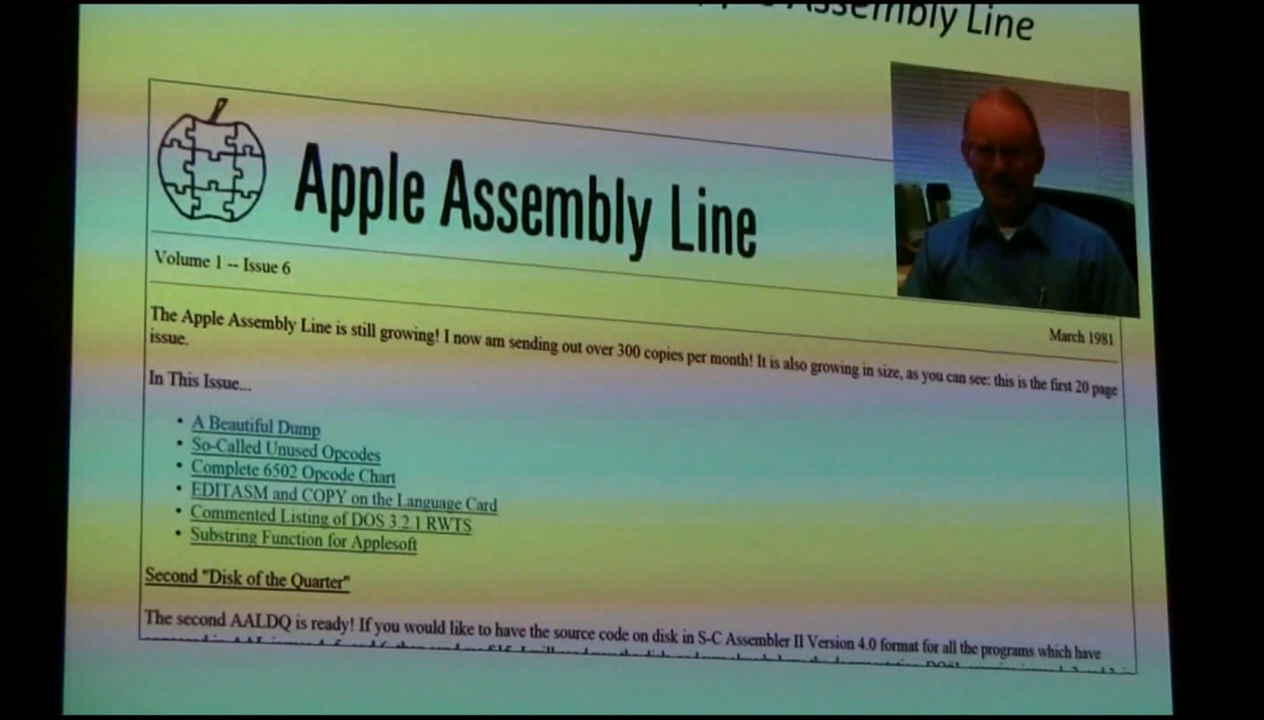 Assembly Line
Apple Assembly Line
Volume 1 -- Issue 6
March 1981
The Apple Assembly Line is still growing! I now am sending out over 300 copies per month! It is also growing in size, as you can see: this is the first 20 page
issue.
In This Issue...
• A Beautiful Dump
• So-Called Unused Opcodes
• Complete 6502 Opcode Chart
• EDITASM and COPY on the Language Card
• Commented Listing of DOS 3.2.1 RWTS
• Substring Function for Applesoft
Second "Disk of the Quarter"
The second AALDQ is ready! If you would like to have the source code on disk in S-C Assembler II Version 4.0 format for all the programs which have